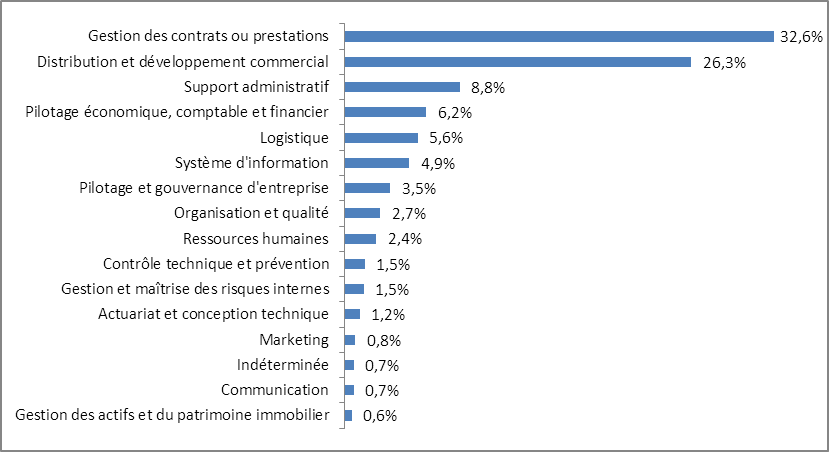 Gestion des contrats ou prestations 32,6%
Distribution et développement commercial 26,3%
Support administratif 8,8%
Pilotage économique, comptable et financier 6,2%
Logistique 5,6%
Système d'information 4,9%
Pilotage et gouvernance d'entreprise 3,5%
Organisation et qualité 2,7%
Ressources humaines 2,4%
Contrôle technique et prévention 1,5%
Gestion et maîtrise des risques internes 1,5%
Actuariat et conception technique 1,2%
Marketing 0,8%
Indéterminée 0,7%
Communication 0,7%
Gestion des actifs et du patrimoine immobilier 0,6%